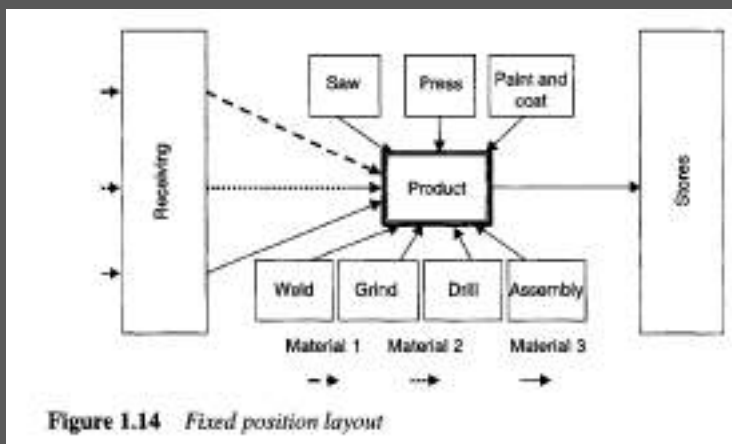 Saw
Press
Paint and
coat
Receiving
Product
Stores
Weld
Grind
Drill
Assembly
Material 1
Material 2
Material 3
Figure 1.14 Fixed position layout